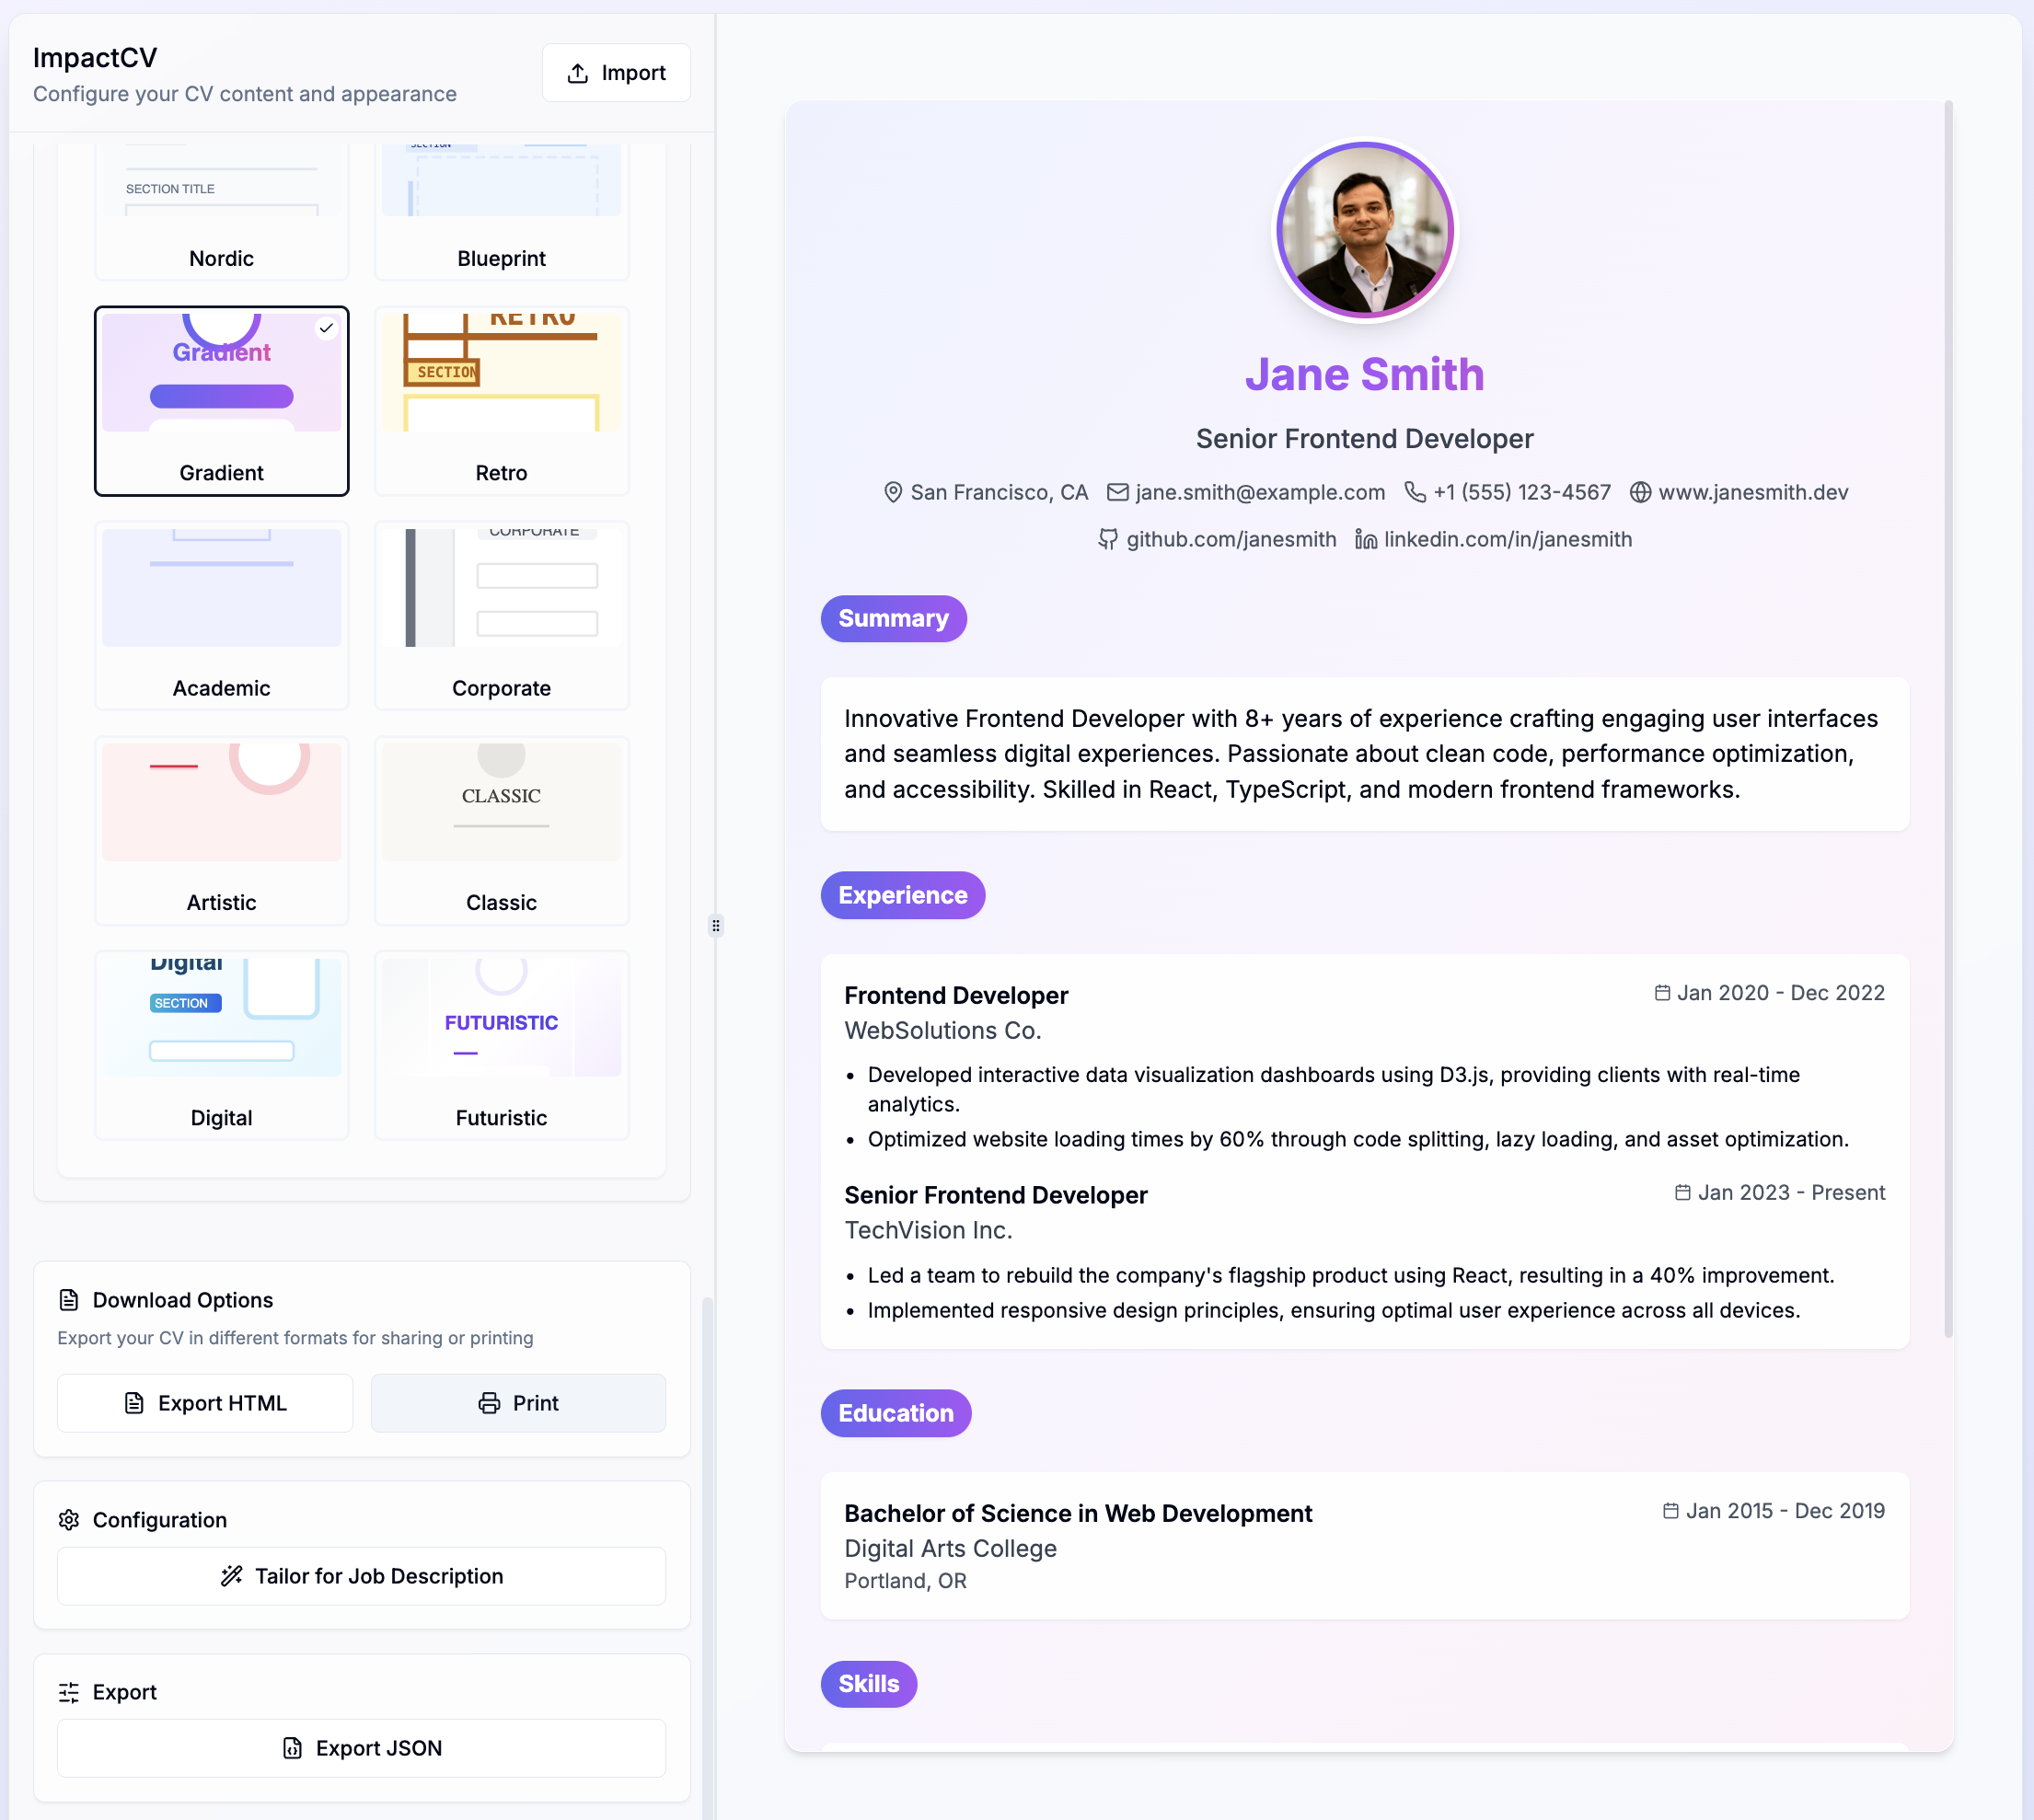 ImpactCV
Configure your CV content and appearance
Import
SECTION TITLE
SECTION
Nordic
Blueprint
Gradient
RETRO
SECTION
Gradient
Retro
CORPORATE
Academic
Corporate
CLASSIC
Artistic
Classic
Digital
SECTION
FUTURISTIC
Digital
Futuristic
Download Options
Export your CV in different formats for sharing or printing
Export HTML
Print
Configuration
Tailor for Job Description
Export
Export JSON
Jane Smith
Senior Frontend Developer
San Francisco, CA jane.smith@example.com +1 (555) 123-4567 www.janesmith.dev
github.com/janesmith linkedin.com/in/janesmith
Summary
Innovative Frontend Developer with 8+ years of experience crafting engaging user interfaces
and seamless digital experiences. Passionate about clean code, performance optimization,
and accessibility. Skilled in React, TypeScript, and modern frontend frameworks.
Experience
Frontend Developer
Jan 2020 - Dec 2022
WebSolutions Co.
• Developed interactive data visualization dashboards using D3.js, providing clients with real-time
analytics.
• Optimized website loading times by 60% through code splitting, lazy loading, and asset optimization.
Senior Frontend Developer
Jan 2023 - Present
TechVision Inc.
• Led a team to rebuild the company's flagship product using React, resulting in a 40% improvement.
• Implemented responsive design principles, ensuring optimal user experience across all devices.
Education
Bachelor of Science in Web Development
Jan 2015 - Dec 2019
Digital Arts College
Portland, OR
Skills